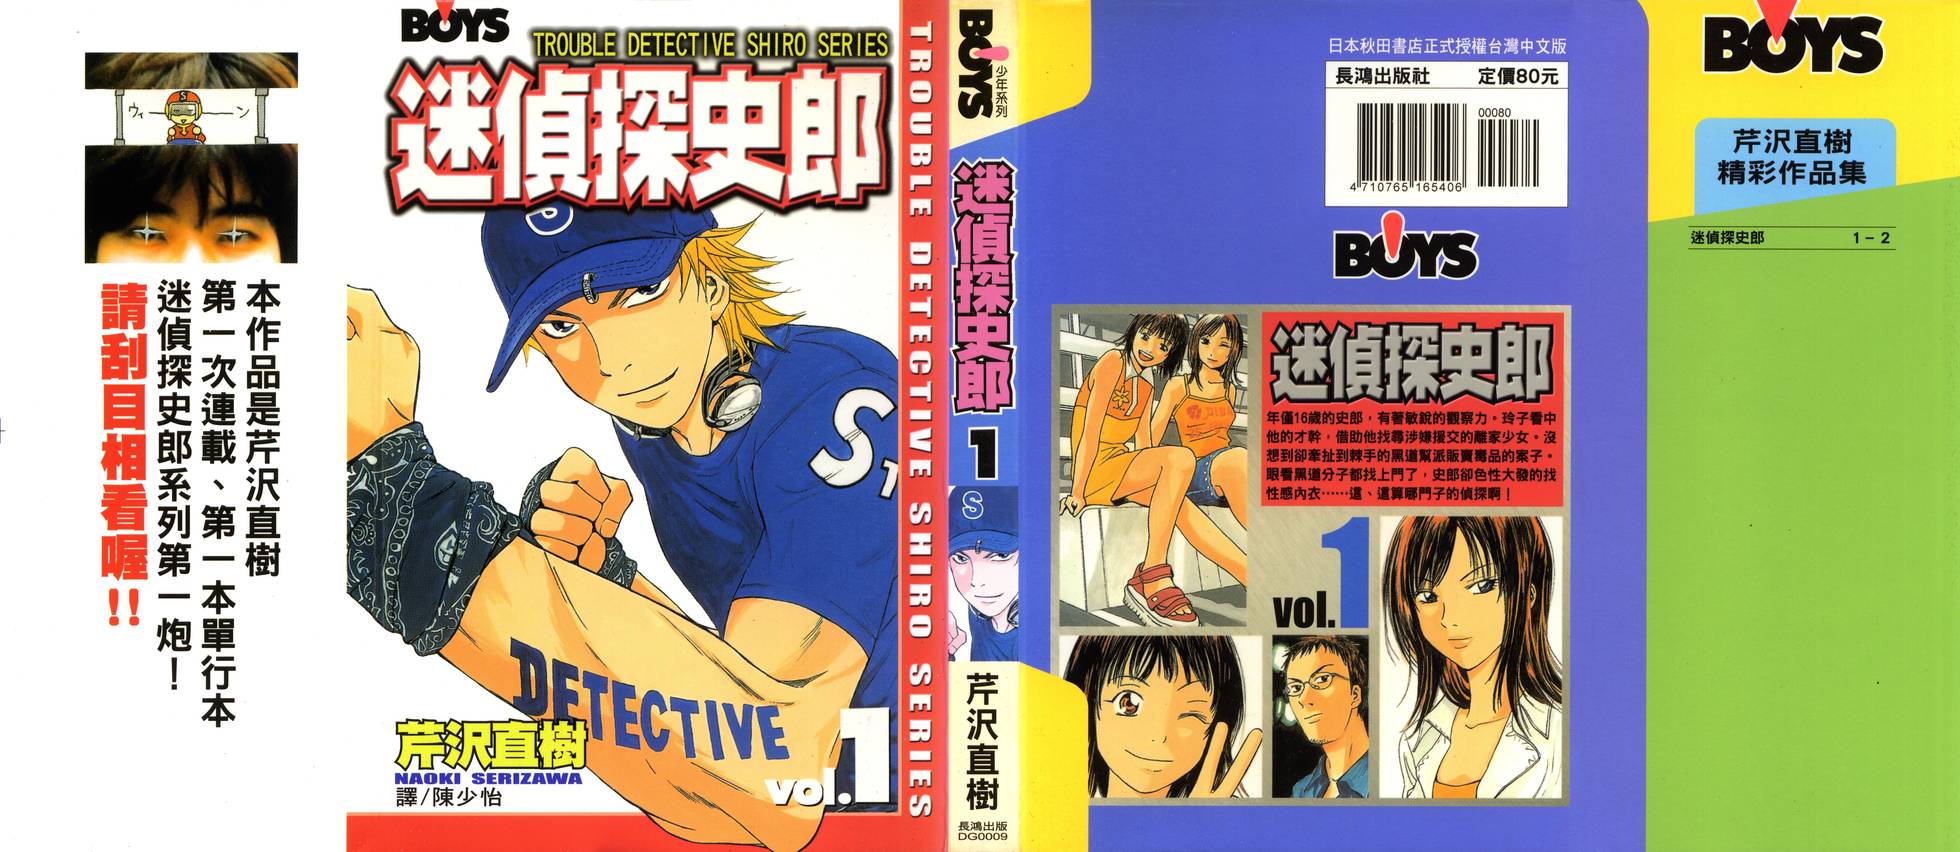 ウィーン
S
本作品是芹沢直樹
第一次連載、第一本單行本
迷偵探史郎系列第一炮！
請刮目相看喔!!
BOYS
TROUBLE DETECTIVE SHIRO SERIES
迷偵探史郎
S
S
DETECTIVE
芹沢直樹
NAOKI SERIZAWA
譯/陳少怡
vol.1
TROUBLE DETECTIVE SHIRO SERIES
BOYS
少年系列
迷偵探史郎
1
S
芹沢直樹
長鴻出版
DG0009
日本秋田書店正式授權台灣中文版
長鴻出版社 定價80元
00080
4 710765 165406
BOYS
迷偵探史郎
年僅16歲的史郎，有著敏銳的觀察力。玲子看中
他的才幹，借助他找尋涉嫌援交的離家少女。沒
想到卻牽扯到棘手的黑道幫派販賣毒品的案子。
眼看黑道分子都找上門了，史郎卻色性大發的找
性感內衣……這、這算哪門子的偵探啊！
vol.1
BOYS
芹沢直樹
精彩作品集
迷偵探史郎 1－2